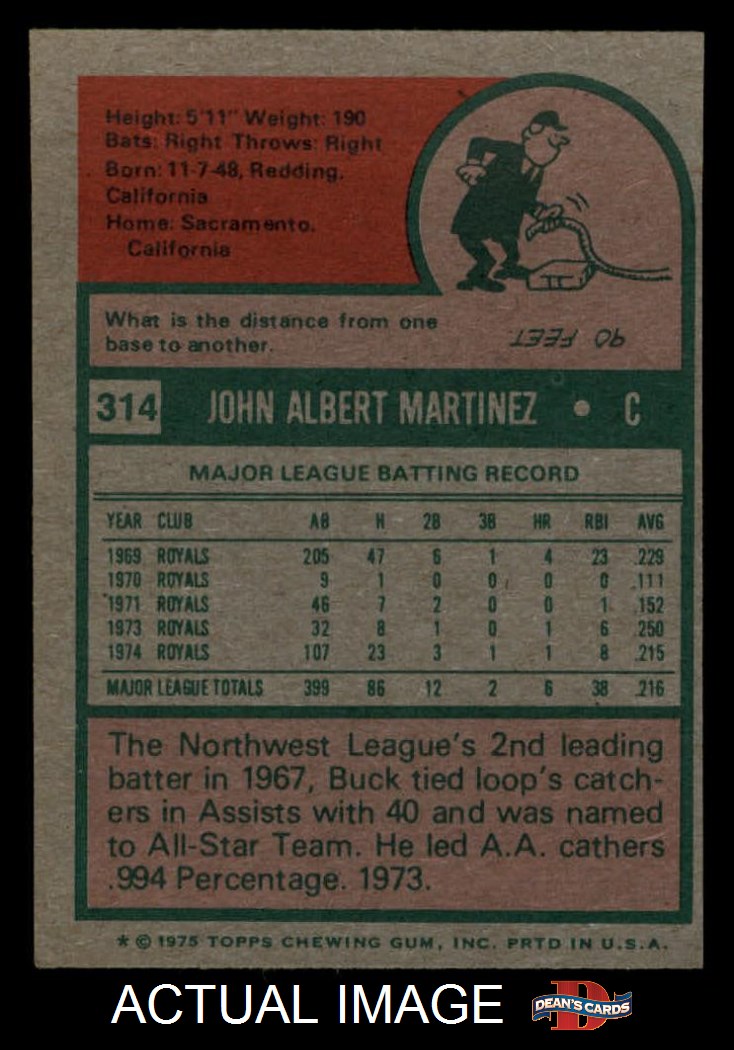 Height: 5'11" Weight: 190
Bats: Right Throws: Right
Born: 11-7-48, Redding,
California
Home: Sacramento,
California
What is the distance from one
base to another.
90 FEET.
314 JOHN ALBERT MARTINEZ • C
MAJOR LEAGUE BATTING RECORD
YEAR CLUB AB H 2B 3B HR RBI AVG
1969 ROYALS 205 47 6 1 4 23 .229
1970 ROYALS 9 1 0 0 0 0 .111
1971 ROYALS 46 7 2 0 0 1 .152
1973 ROYALS 32 8 1 0 1 6 .250
1974 ROYALS 107 23 3 1 1 8 .215
MAJOR LEAGUE TOTALS 399 86 12 2 6 38 .216
The Northwest League's 2nd leading
batter in 1967, Buck tied loop's catch-
ers in Assists with 40 and was named
to All-Star Team. He led A.A. cathers
.994 Percentage. 1973.
* © 1975 TOPPS CHEWING GUM, INC. PRTD IN U.S.A.
ACTUAL IMAGE
D
DEAN'S CARDS